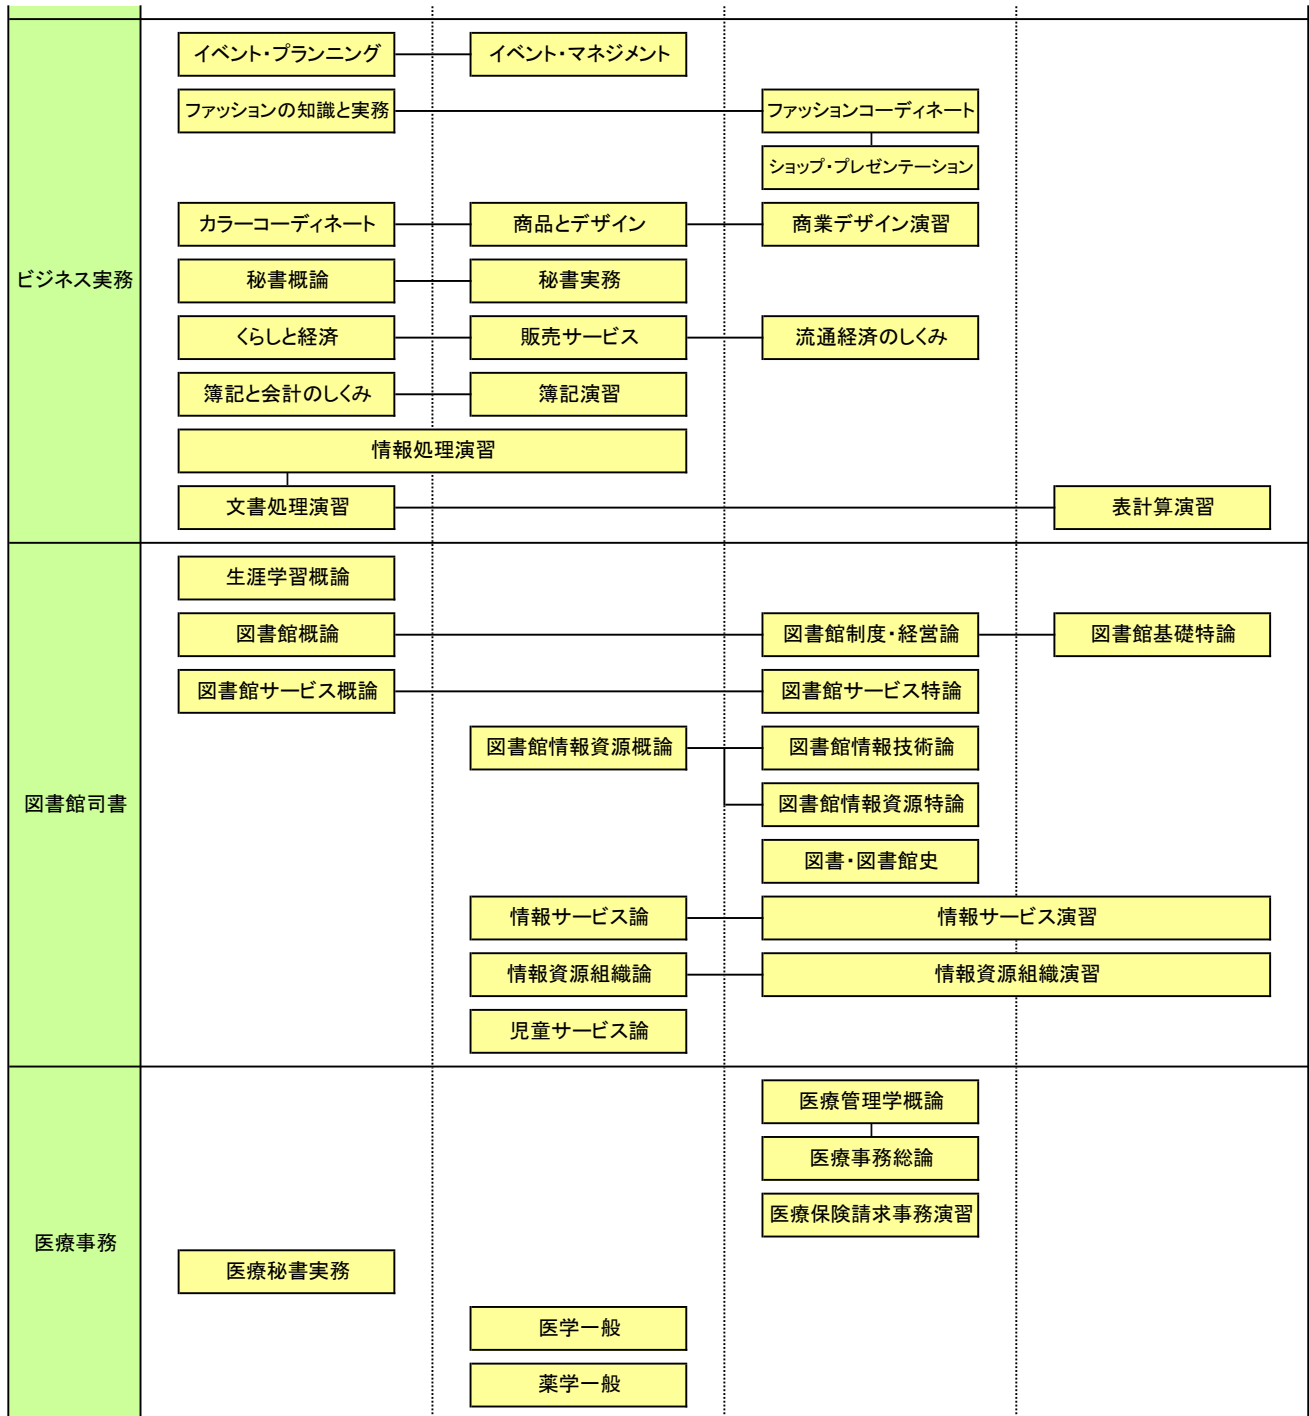 イベント・プランニング
イベント・マネジメント
ファッションの知識と実務
ファッションコーディネート
ショップ・プレゼンテーション
カラーコーディネート
商品とデザイン
商業デザイン演習
ビジネス実務
秘書概論
秘書実務
くらしと経済
販売サービス
流通経済のしくみ
簿記と会計のしくみ
簿記演習
情報処理演習
文書処理演習
表計算演習
生涯学習概論
図書館概論
図書館制度・経営論
図書館基礎特論
図書館サービス概論
図書館サービス特論
図書館情報資源概論
図書館情報技術論
図書館司書
図書館情報資源特論
図書・図書館史
情報サービス論
情報サービス演習
情報資源組織論
情報資源組織演習
児童サービス論
医療管理学概論
医療事務総論
医療保険請求事務演習
医療事務
医療秘書実務
医学一般
薬学一般